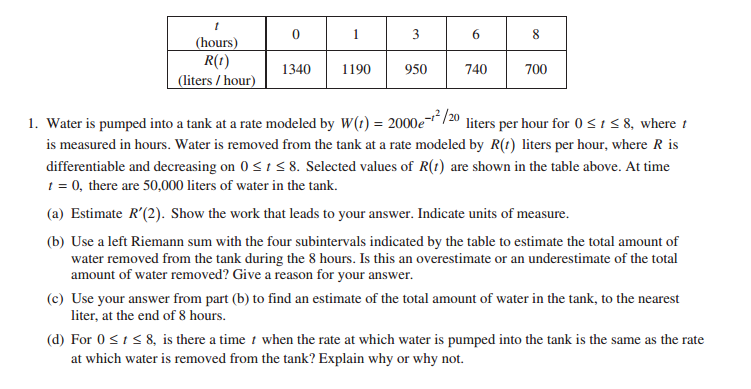 t (hours) 0 1 3 6 8
R(t) (liters / hour) 1340 1190 950 740 700
1. Water is pumped into a tank at a rate modeled by W(t) = 2000e^{-t²/20} liters per hour for 0 ≤ t ≤ 8, where t
is measured in hours. Water is removed from the tank at a rate modeled by R(t) liters per hour, where R is
differentiable and decreasing on 0 ≤ t ≤ 8. Selected values of R(t) are shown in the table above. At time
t = 0, there are 50,000 liters of water in the tank.
(a) Estimate R′(2). Show the work that leads to your answer. Indicate units of measure.
(b) Use a left Riemann sum with the four subintervals indicated by the table to estimate the total amount of
water removed from the tank during the 8 hours. Is this an overestimate or an underestimate of the total
amount of water removed? Give a reason for your answer.
(c) Use your answer from part (b) to find an estimate of the total amount of water in the tank, to the nearest
liter, at the end of 8 hours.
(d) For 0 ≤ t ≤ 8, is there a time t when the rate at which water is pumped into the tank is the same as the rate
at which water is removed from the tank? Explain why or why not.